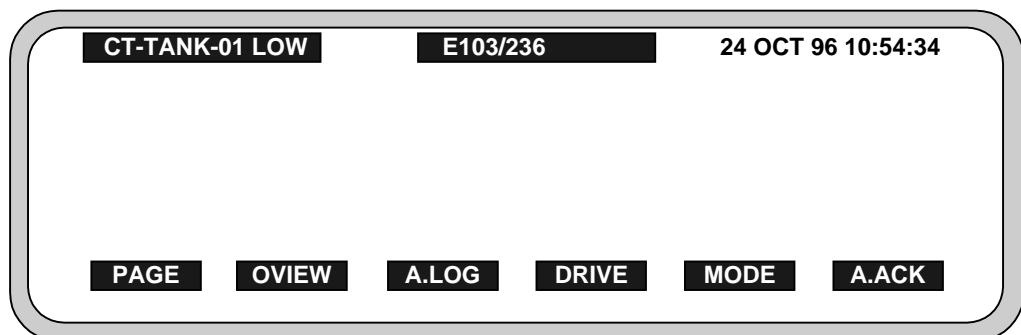 CT-TANK-01 LOW E103/236 24 OCT 96 10:54:34
PAGE OVIEW A.LOG DRIVE MODE A.ACK